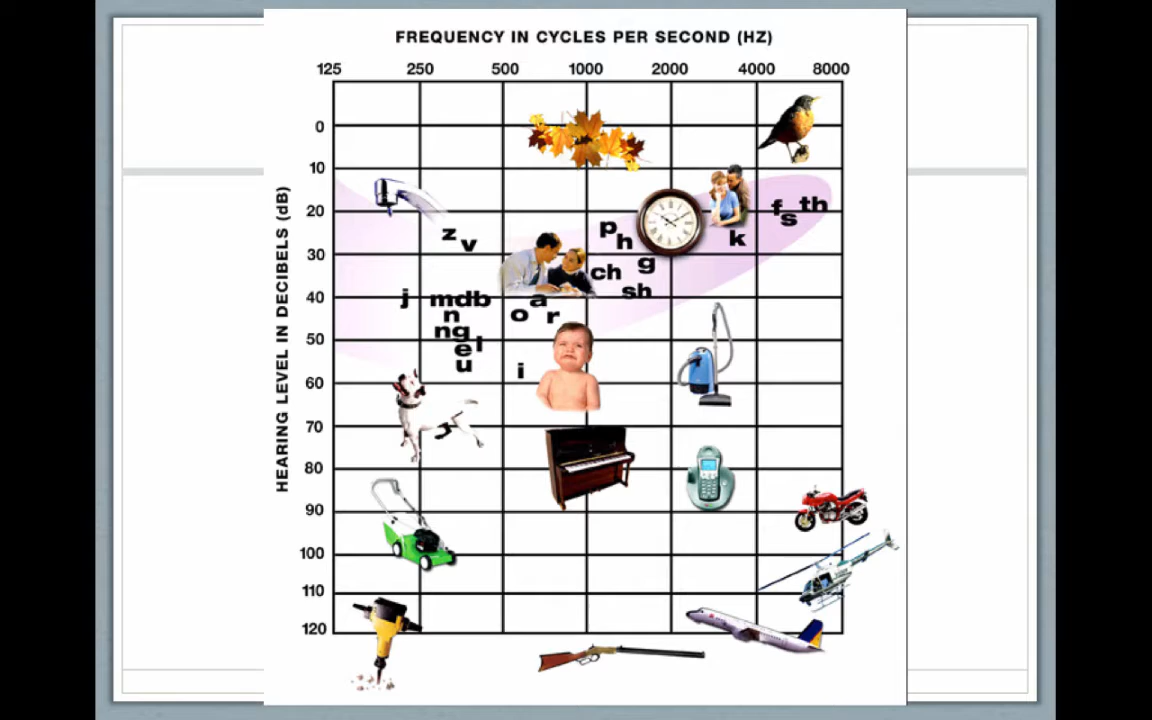 FREQUENCY IN CYCLES PER SECOND (HZ)
125 250 500 1000 2000 4000 8000
HEARING LEVEL IN DECIBELS (dB)
0
10
20
f s th
z v
p h
k
30
g
ch
sh
40
j
m d b
a
n
o r
50
ng
e l
u
i
60
70
80
90
100
110
120